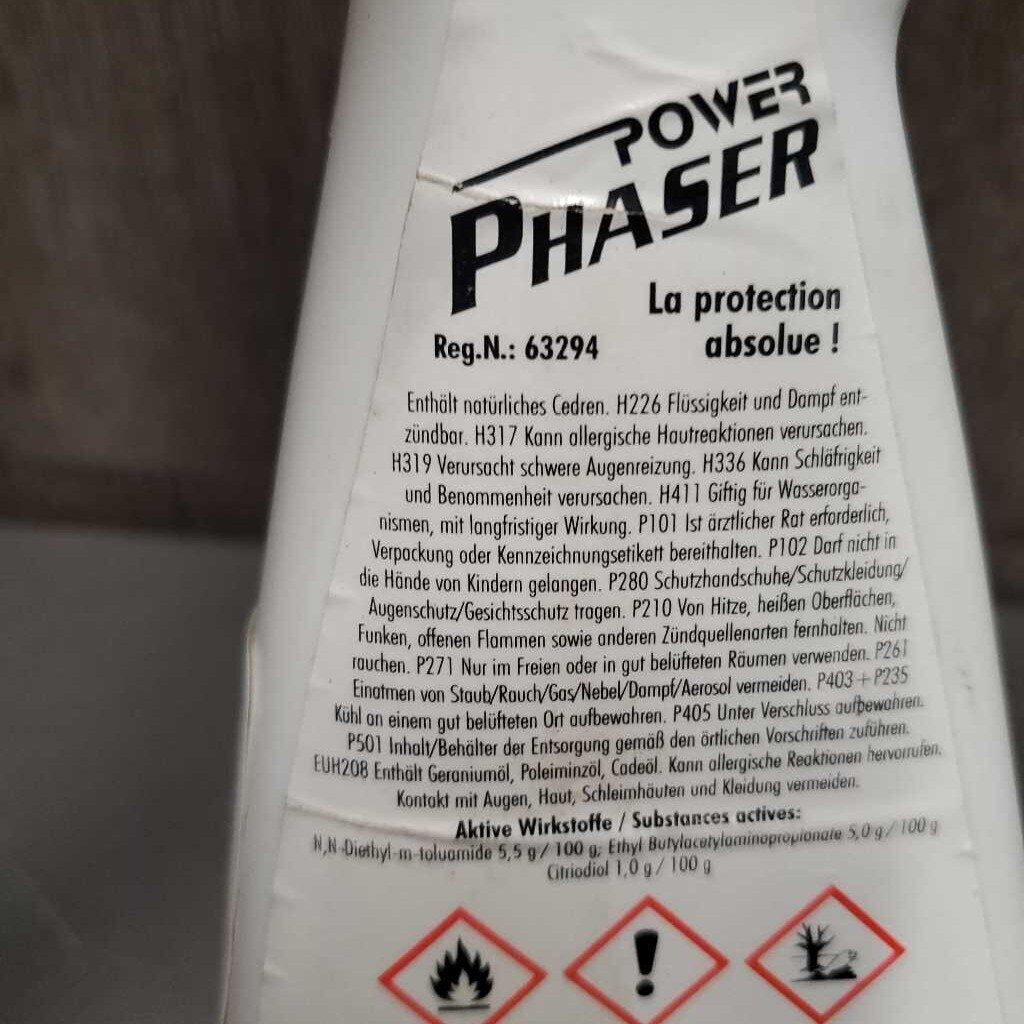 POWER
PHASER
La protection
absolue !
Reg.N.: 63294
Enthält natürliches Cedren. H226 Flüssigkeit und Dampf ent-
zündbar. H317 Kann allergische Hautreaktionen verursachen.
H319 Verursacht schwere Augenreizung. H336 Kann Schläfrigkeit
und Benommenheit verursachen. H411 Giftig für Wasserorga-
nismen, mit langfristiger Wirkung. P101 Ist ärztlicher Rat erforderlich,
Verpackung oder Kennzeichnungsetikett bereithalten. P102 Darf nicht in
die Hände von Kindern gelangen. P280 Schutzhandschuhe/Schutzkleidung/
Augenschutz/Gesichtsschutz tragen. P210 Von Hitze, heißen Oberflächen,
Funken, offenen Flammen sowie anderen Zündquellenarten fernhalten. Nicht
rauchen. P271 Nur im Freien oder in gut belüfteten Räumen verwenden. P261
Einatmen von Staub/Rauch/Gas/Nebel/Dampf/Aerosol vermeiden. P403 + P235
Kühl an einem gut belüfteten Ort aufbewahren. P405 Unter Verschluss aufbewahren.
P501 Inhalt/Behälter der Entsorgung gemäß den örtlichen Vorschriften zuführen.
EUH208 Enthält Geraniumöl, Poleiminzöl, Cadeöl. Kann allergische Reaktionen hervorrufen.
Kontakt mit Augen, Haut, Schleimhäuten und Kleidung vermeiden.
Aktive Wirkstoffe / Substances actives:
N,N-Diethyl-m-toluamide 5,5 g/ 100 g; Ethyl Butylacetylaminopropionate 5,0 g/ 100 g
Citriodiol 1,0 g/ 100 g